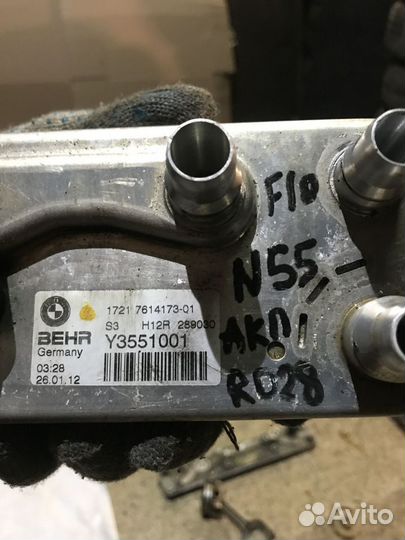 1721 7614173-01
S3 H12R 289030
BEHR Y3551001
Germany
03:28
26.01.12
F10
N55
АКП
R028
Avito